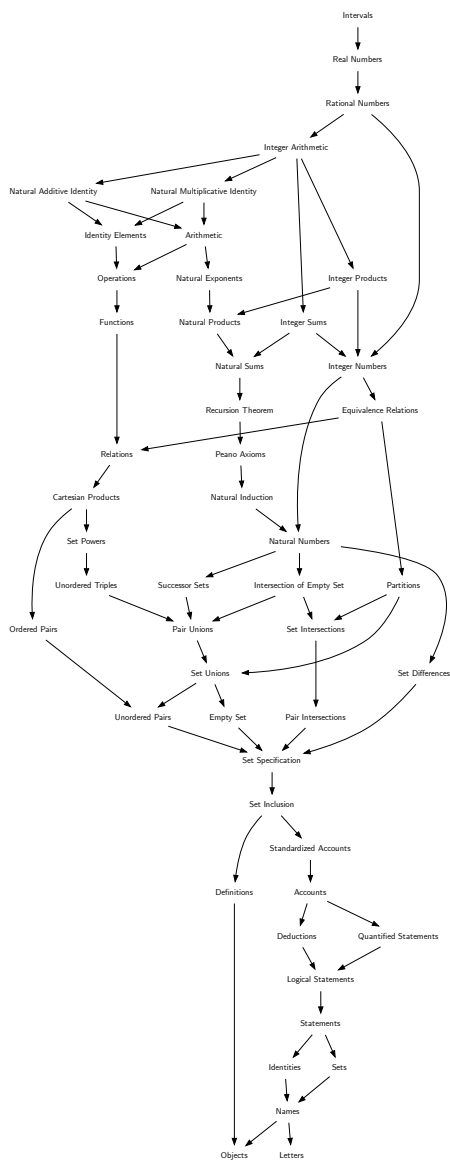 Intervals
Real Numbers
Rational Numbers
Integer Arithmetic
Natural Additive Identity
Natural Multiplicative Identity
Identity Elements
Arithmetic
Operations
Natural Exponents
Integer Products
Functions
Natural Products
Integer Sums
Natural Sums
Integer Numbers
Recursion Theorem
Equivalence Relations
Relations
Peano Axioms
Cartesian Products
Natural Induction
Set Powers
Natural Numbers
Unordered Triples
Successor Sets
Intersection of Empty Set
Partitions
Ordered Pairs
Pair Unions
Set Intersections
Set Unions
Set Differences
Unordered Pairs
Empty Set
Pair Intersections
Set Specification
Set Inclusion
Standardized Accounts
Definitions
Accounts
Deductions
Quantified Statements
Logical Statements
Statements
Identities
Sets
Names
Objects
Letters